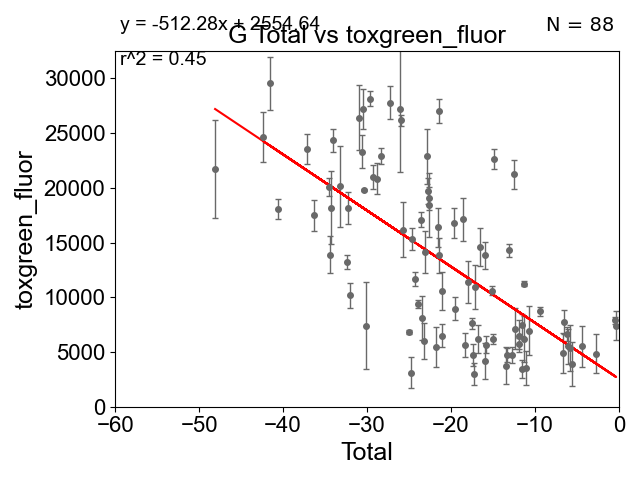 y = -512.28x + 2554.64
N = 88
G Total vs toxgreen_fluor
r^2 = 0.45
30000
25000
20000
15000
10000
5000
0
toxgreen_fluor
−60 −50 −40 −30 −20 −10 0
Total